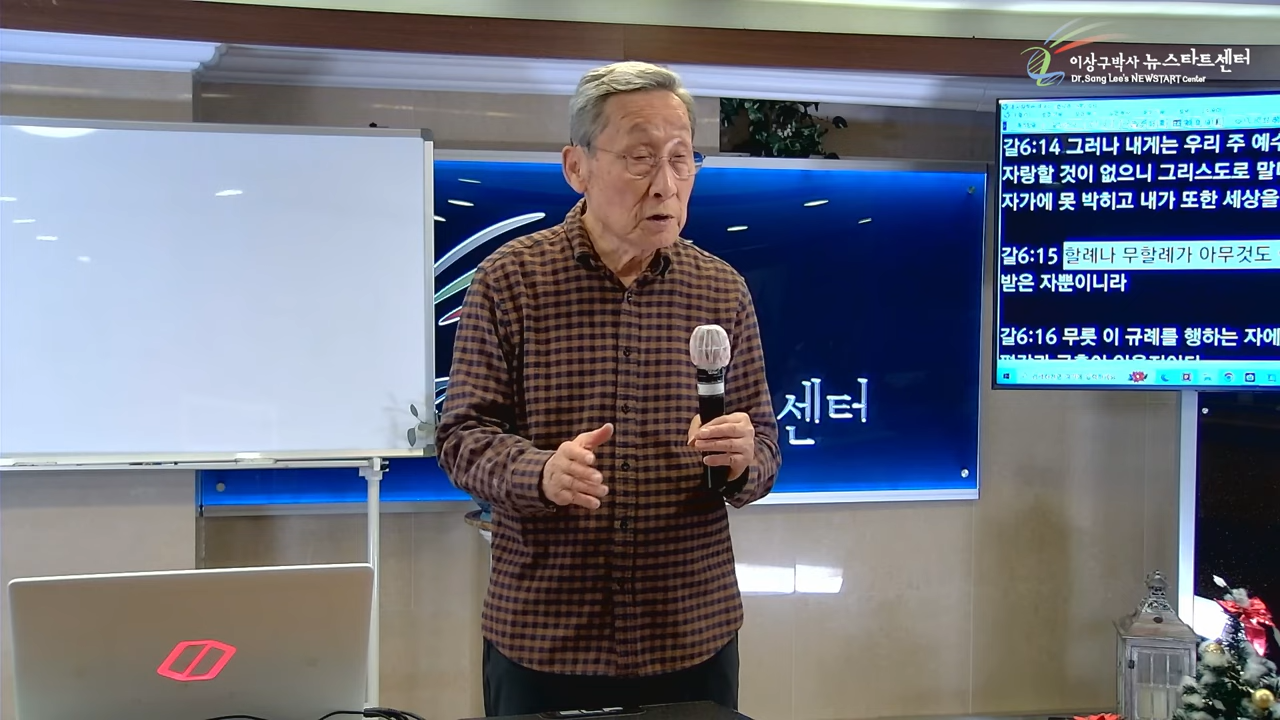 이상구박사 뉴스타트센터
Dr. Sang Lee's NEWSTART Center
갈6:14 그러나 내게는 우리 주 예수
자랑할 것이 없으니 그리스도로 말미
자가에 못 박히고 내가 또한 세상을
갈6:15 할례나 무할례가 아무것도
받은 자뿐이니라
갈6:16 무릇 이 규례를 행하는 자에
센터